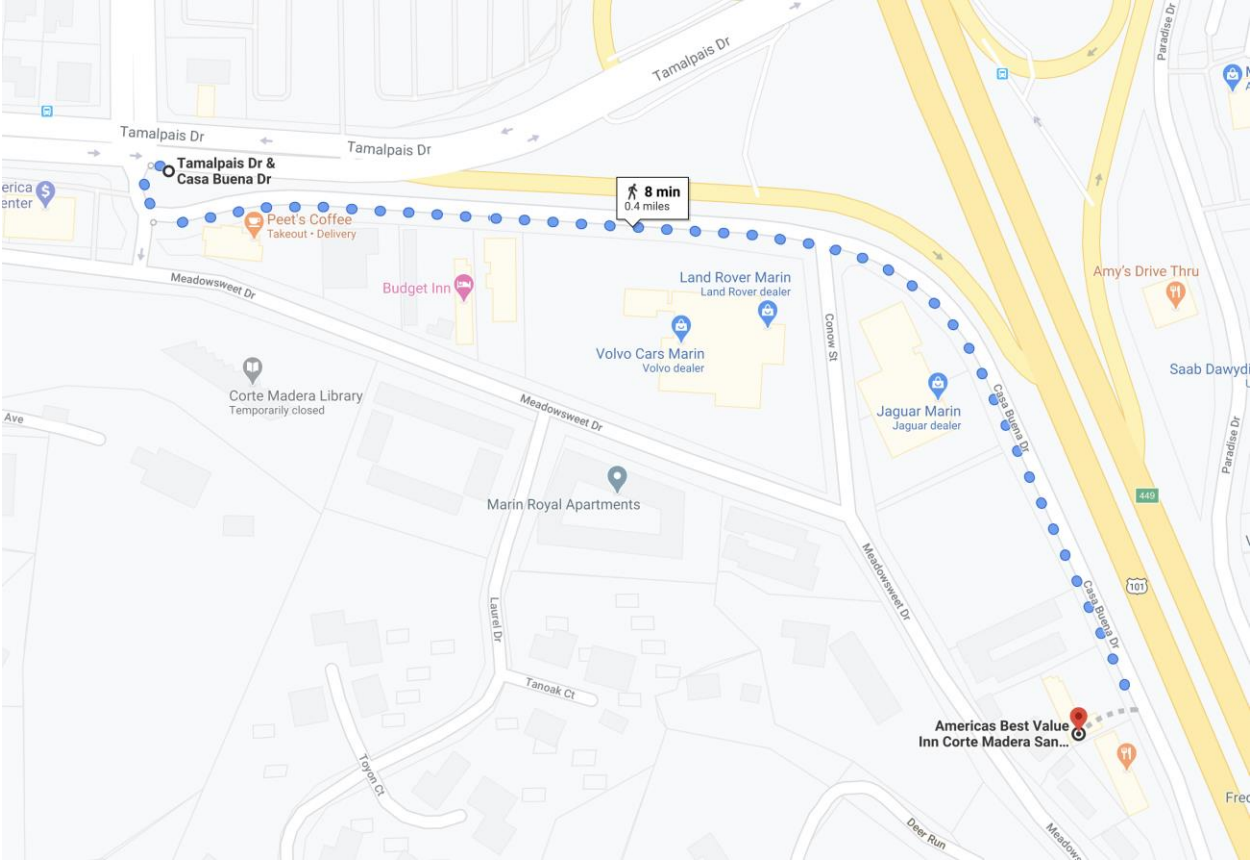 Paradise Dr
Tamalpais Dr
Tamalpais Dr
Tamalpais Dr
Tamalpais Dr &
Casa Buena Dr
erica
enter
$
8 min
0.4 miles
Peet's Coffee
Takeout • Delivery
Meadowsweet Dr
Budget Inn
Land Rover Marin
Land Rover dealer
Amy's Drive Thru
Conow St
Volvo Cars Marin
Volvo dealer
Saab Dawydi
Corte Madera Library
Temporarily closed
Ave
Meadowsweet Dr
Jaguar Marin
Jaguar dealer
Casa Buena Dr
Paradise Dr
Marin Royal Apartments
449
Meadowsweet Dr
101
Casa Buena Dr
Laurel Dr
Tanoak Ct
Americas Best Value
Inn Corte Madera San...
Toyon Ct
Fred
Deer Run
Meadows